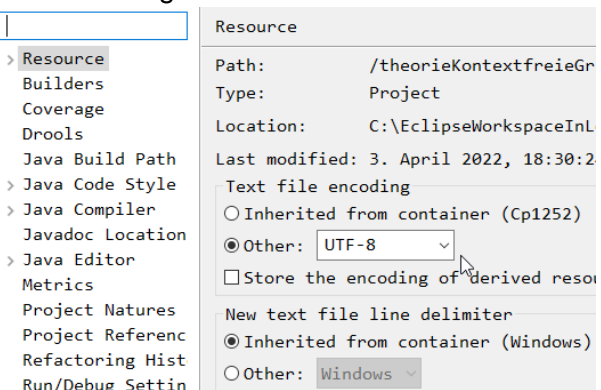 Resource
Builders
Coverage
Drools
Java Build Path
Java Code Style
Java Compiler
Javadoc Location
Java Editor
Metrics
Project Natures
Project Referenc
Refactoring Hist
Run/Debug Settin
Resource
Path: /theorieKontextfreieGr
Type: Project
Location: C:\EclipseWorkspaceInL
Last modified: 3. April 2022, 18:30:2
Text file encoding
Inherited from container (Cp1252)
Other: UTF-8
Store the encoding of derived resou
New text file line delimiter
Inherited from container (Windows)
Other: Windows